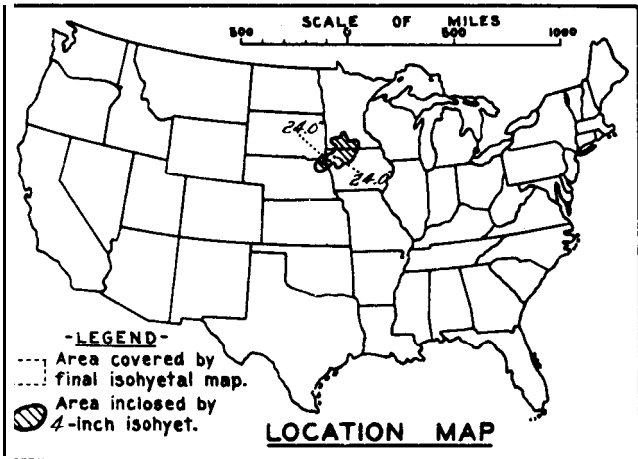 SCALE OF MILES
500 0 500 1000
24.0"
24.0
-LEGEND-
Area covered by
final isohyetal map.
Area inclosed by
4-inch isohyet.
LOCATION MAP